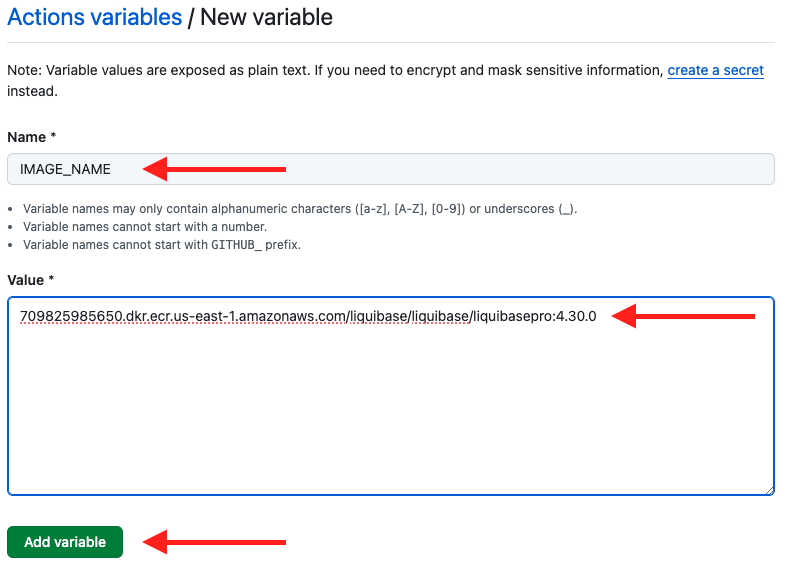 Actions variables / New variable
Note: Variable values are exposed as plain text. If you need to encrypt and mask sensitive information, create a secret
instead.
Name *
IMAGE_NAME
• Variable names may only contain alphanumeric characters ([a-z], [A-Z], [0-9]) or underscores (_).
• Variable names cannot start with a number.
• Variable names cannot start with GITHUB_ prefix.
Value *
709825985650.dkr.ecr.us-east-1.amazonaws.com/liquibase/liquibase/liquibasepro:4.30.0
Add variable